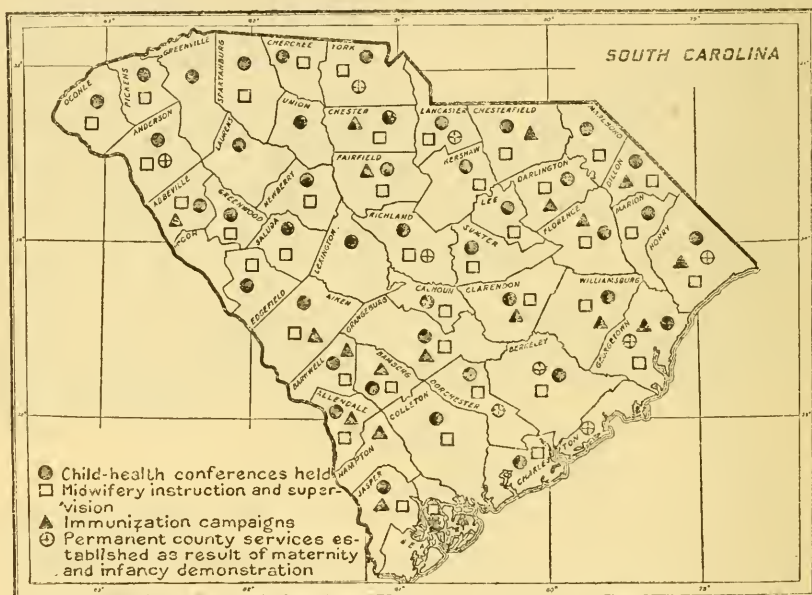 SOUTH CAROLINA
OCONEE
PICKENS
GREENVILLE
SPARTANBURG
CHEROKEE
YORK
ANDERSON
LAURENS
UNION
CHESTER
LANCASTER
CHESTERFIELD
MARLBORO
ABBEVILLE
GREENWOOD
NEWBERRY
FAIRFIELD
KERSHAW
DARLINGTON
DILLON
SALUDA
LEXINGTON
RICHLAND
LEE
SUMTER
FLORENCE
MARION
HORRY
EDGEFIELD
AIKEN
ORANGEBURG
CALHOUN
CLARENDON
WILLIAMSBURG
GEORGETOWN
BARNWELL
BAMBERG
BERKELEY
DORCHESTER
ALLENDALE
COLLETON
CHARLESTON
HAMPTON
JASPER
Child-health conferences held
Midwifery instruction and super-
vision
Immunization campaigns
Permanent county services es-
tablished as result of maternity
and infancy demonstration